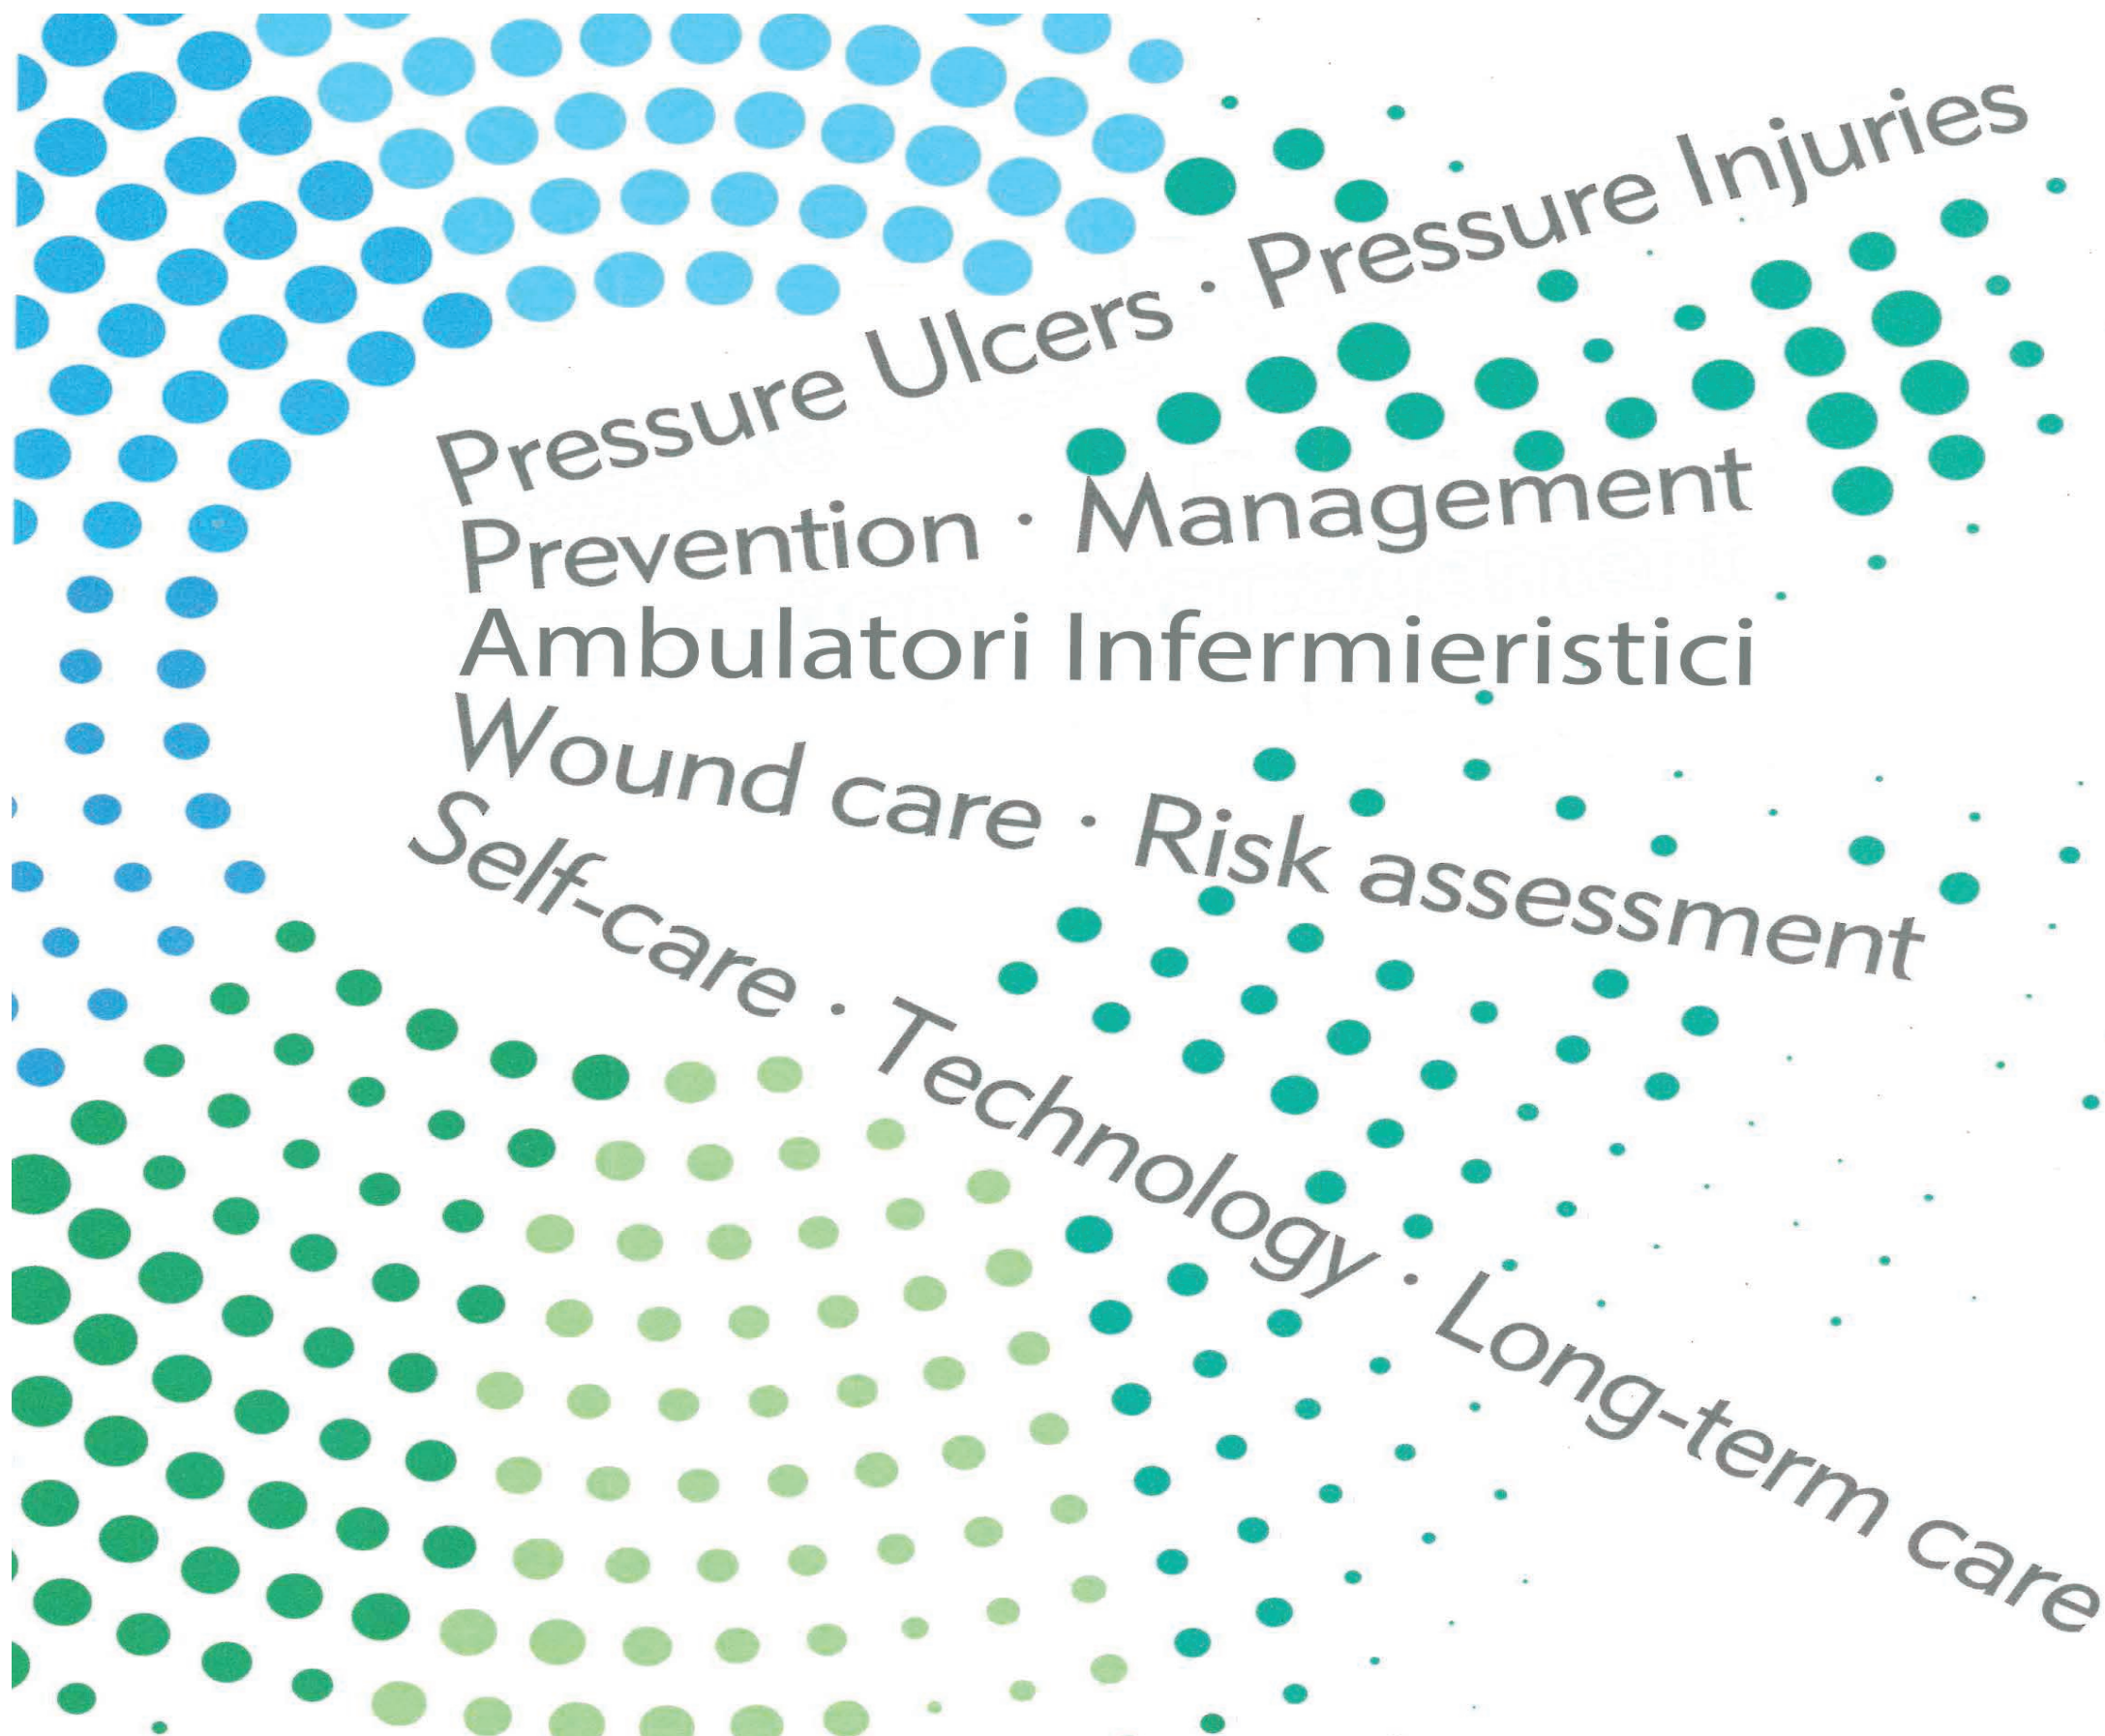 Pressure Ulcers · Pressure Injuries
Prevention · Management
Ambulatori Infermieristici
Wound care · Risk assessment
Self-care · Technology · Long-term care